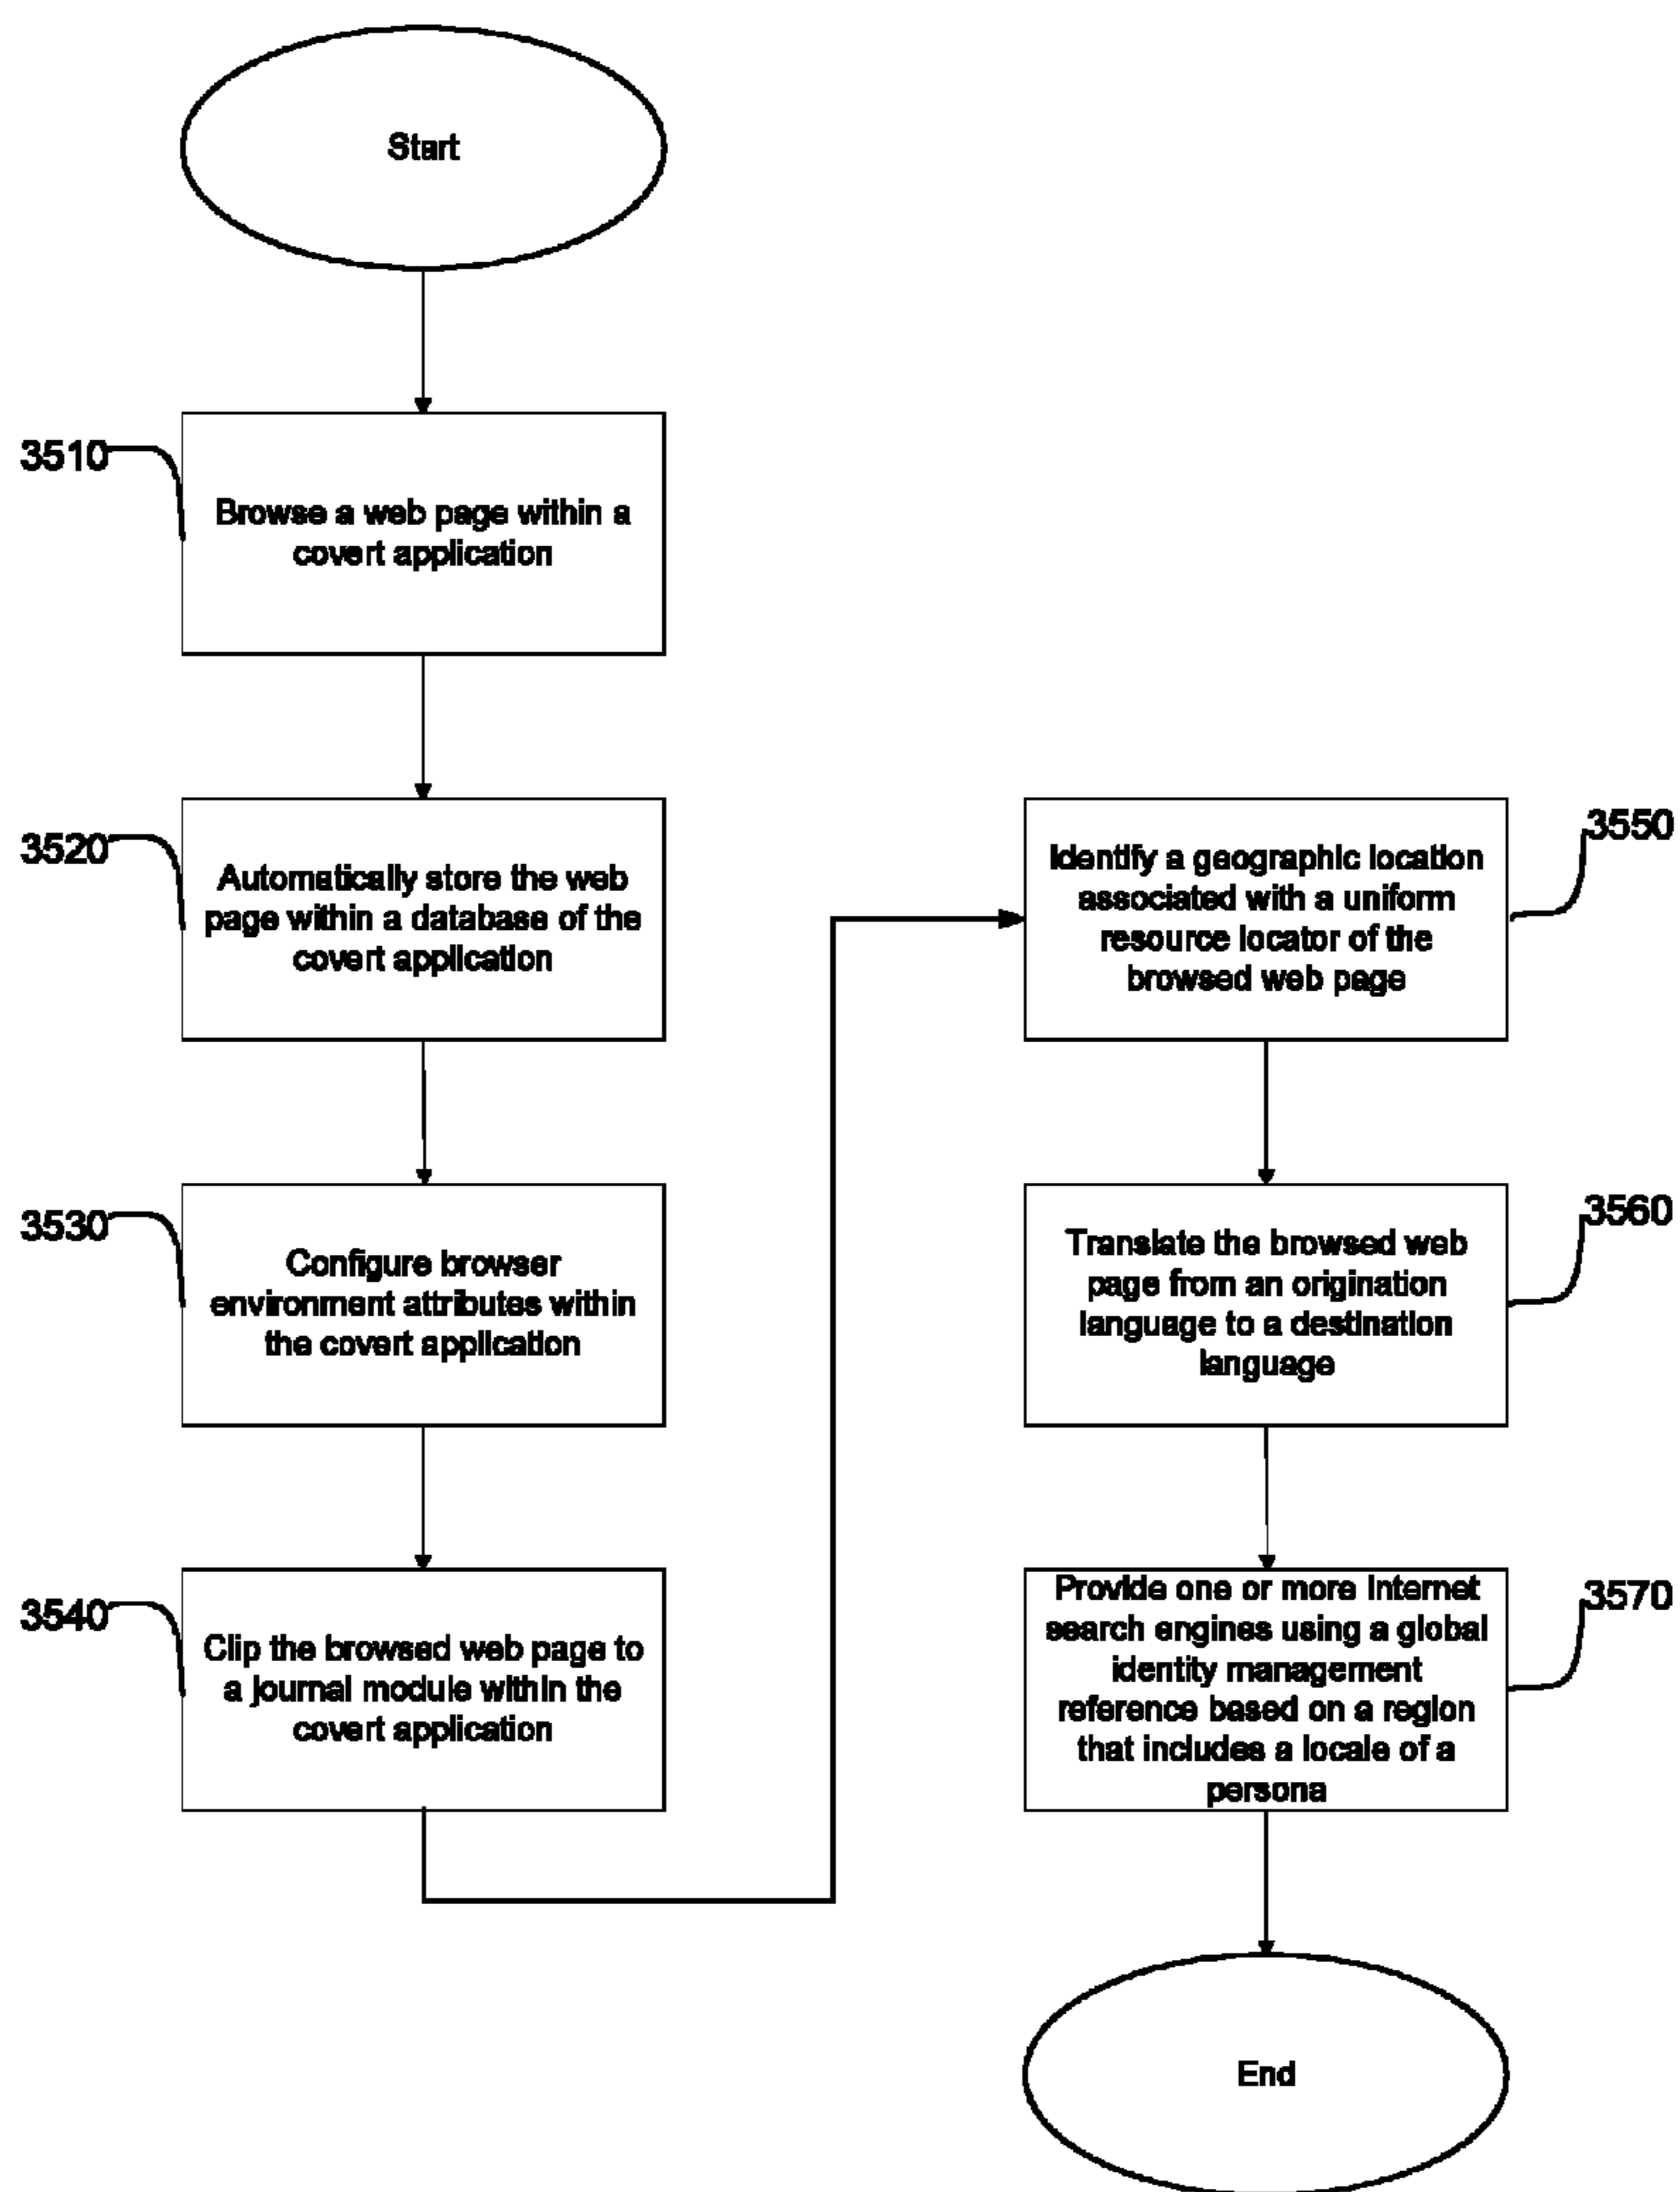 Start
3510
Browse a web page within a
covert application
3520
Automatically store the web
page within a database of the
covert application
3530
Configure browser
environment attributes within
the covert application
3540
Clip the browsed web page to
a journal module within the
covert application
3550
Identify a geographic location
associated with a uniform
resource locator of the
browsed web page
3560
Translate the browsed web
page from an origination
language to a destination
language
3570
Provide one or more Internet
search engines using a global
identity management
reference based on a region
that includes a locale of a
persona
End